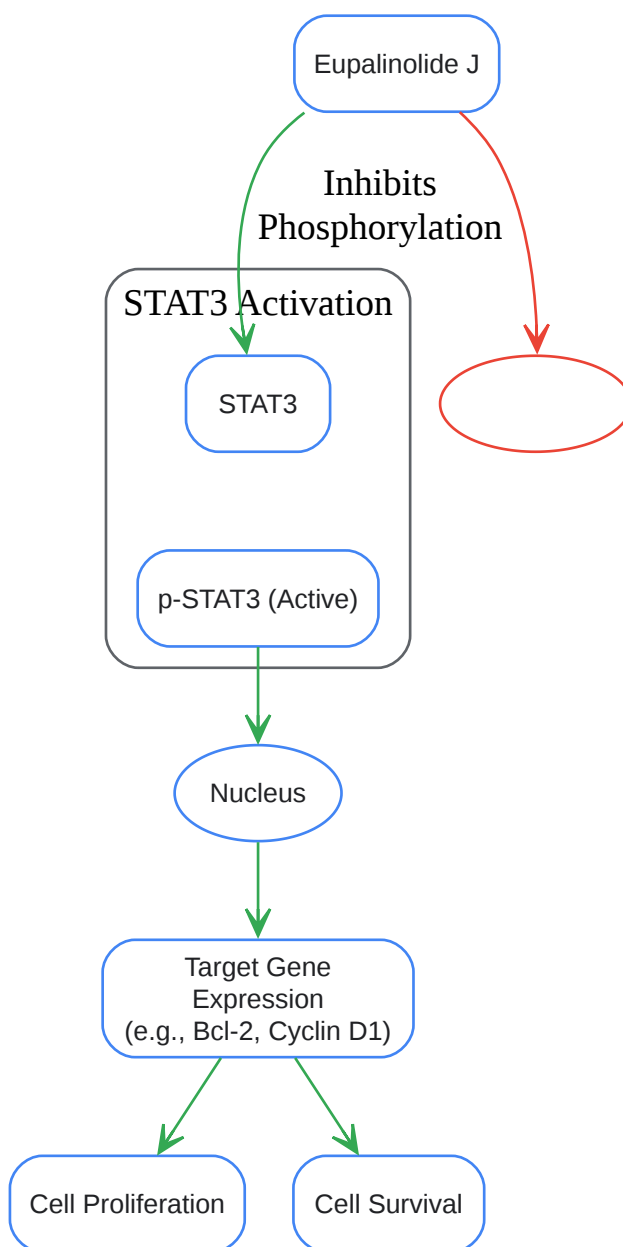 Eupalinolide J
Inhibits
Phosphorylation
STAT3 Activation
STAT3
p-STAT3 (Active)
Nucleus
Target Gene
Expression
(e.g., Bcl-2, Cyclin D1)
Cell Proliferation
Cell Survival